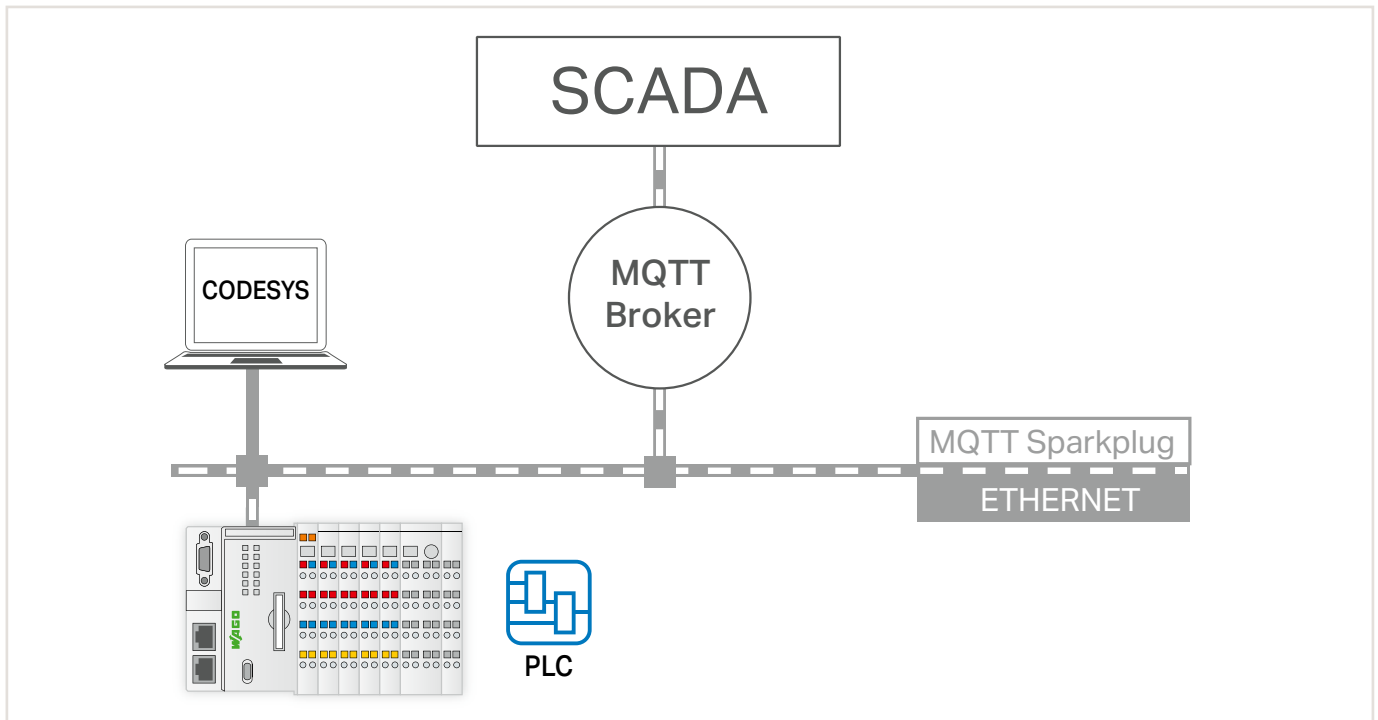 SCADA
MQTT
Broker
CODESYS
MQTT Sparkplug
ETHERNET
WAGO
PLC